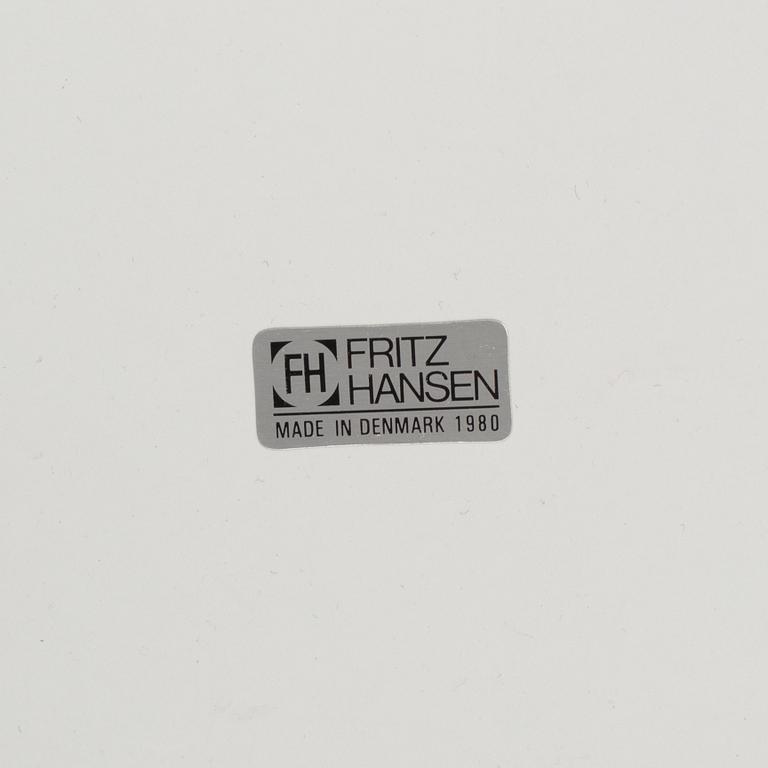 FH FRITZ
HANSEN
MADE IN DENMARK 1980